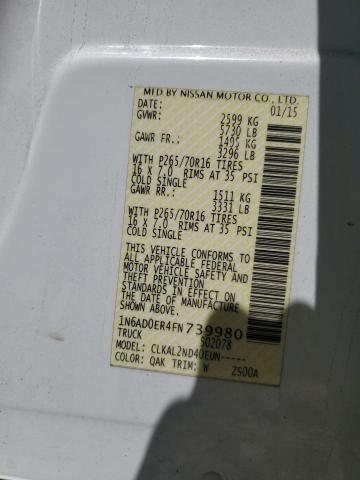 MFD BY NISSAN MOTOR CO., LTD.
DATE: 01/15
GVWR: 2599 KG
5730 LB
GAWR FR.: 1495 KG
3296 LB
WITH P265/70R16 TIRES
16 X 7.0 RIMS AT 35 PSI
COLD SINGLE
GAWR RR.: 1511 KG
3331 LB
WITH P265/70R16 TIRES
16 X 7.0 RIMS AT 35 PSI
COLD SINGLE
THIS VEHICLE CONFORMS TO
ALL APPLICABLE FEDERAL
MOTOR VEHICLE SAFETY AND
THEFT PREVENTION
STANDARDS IN EFFECT ON
THE DATE OF MANUFACTURE
SHOWN ABOVE.
1N6AD0ER4FN739980
TRUCK S02078
MODEL: CLKAL2ND40EUN-----
COLOR: QAK TRIM: W 2S00A